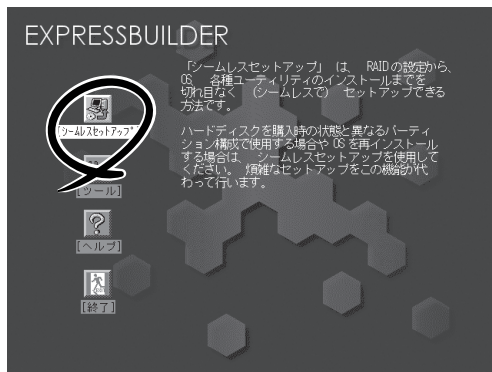 EXPRESSBUILDER
「シームレスセットアップ」 は、 RAIDの設定から、
OS、 各種ユーティリティのインストールまでを
切れ目なく （シームレスで） セットアップできる
方法です。
ハードディスクを購入時の状態と異なるパーティ
ション構成で使用する場合や OS を再インストール
する場合は、 シームレスセットアップを使用して
ください。 煩雑なセットアップをこの機能が代
わって行います。
[シームレスセットアップ]
[ツール]
[ヘルプ]
[終了]